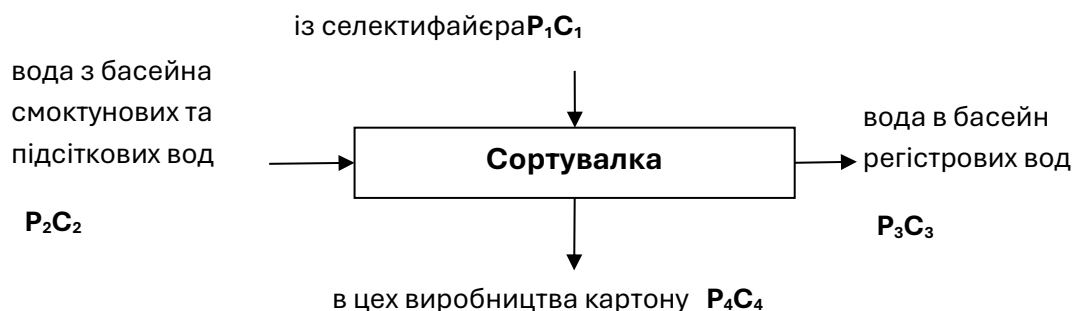 із селектифайєраP₁C₁
вода з басейна
смоктунових та
підсіткових вод
P₂C₂
Сортувалка
вода в басейн
регістрових вод
P₃C₃
в цех виробництва картону P₄C₄